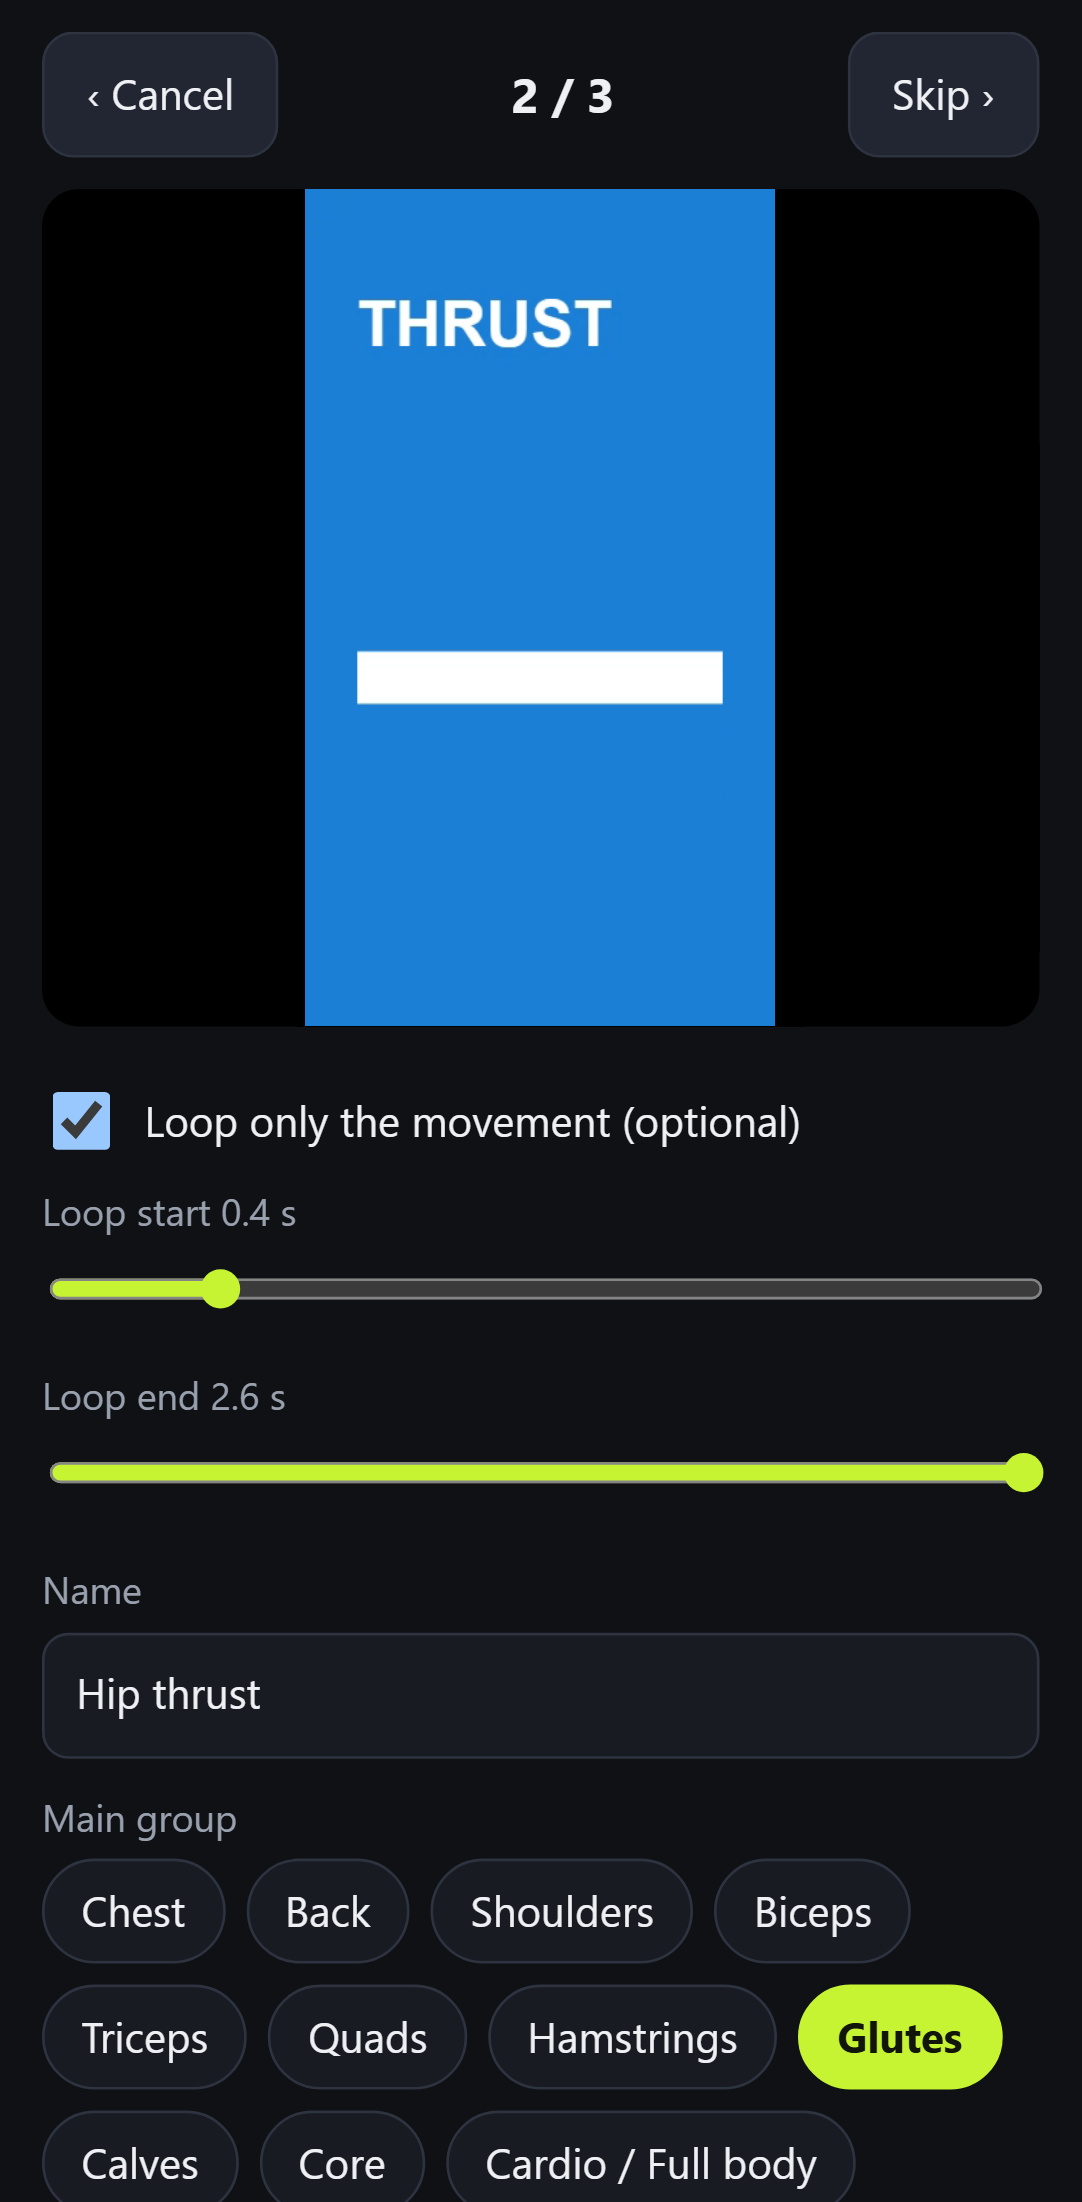 ‹ Cancel
2 / 3
Skip ›
THRUST
Loop only the movement (optional)
Loop start 0.4 s
Loop end 2.6 s
Name
Hip thrust
Main group
Chest
Back
Shoulders
Biceps
Triceps
Quads
Hamstrings
Glutes
Calves
Core
Cardio / Full body